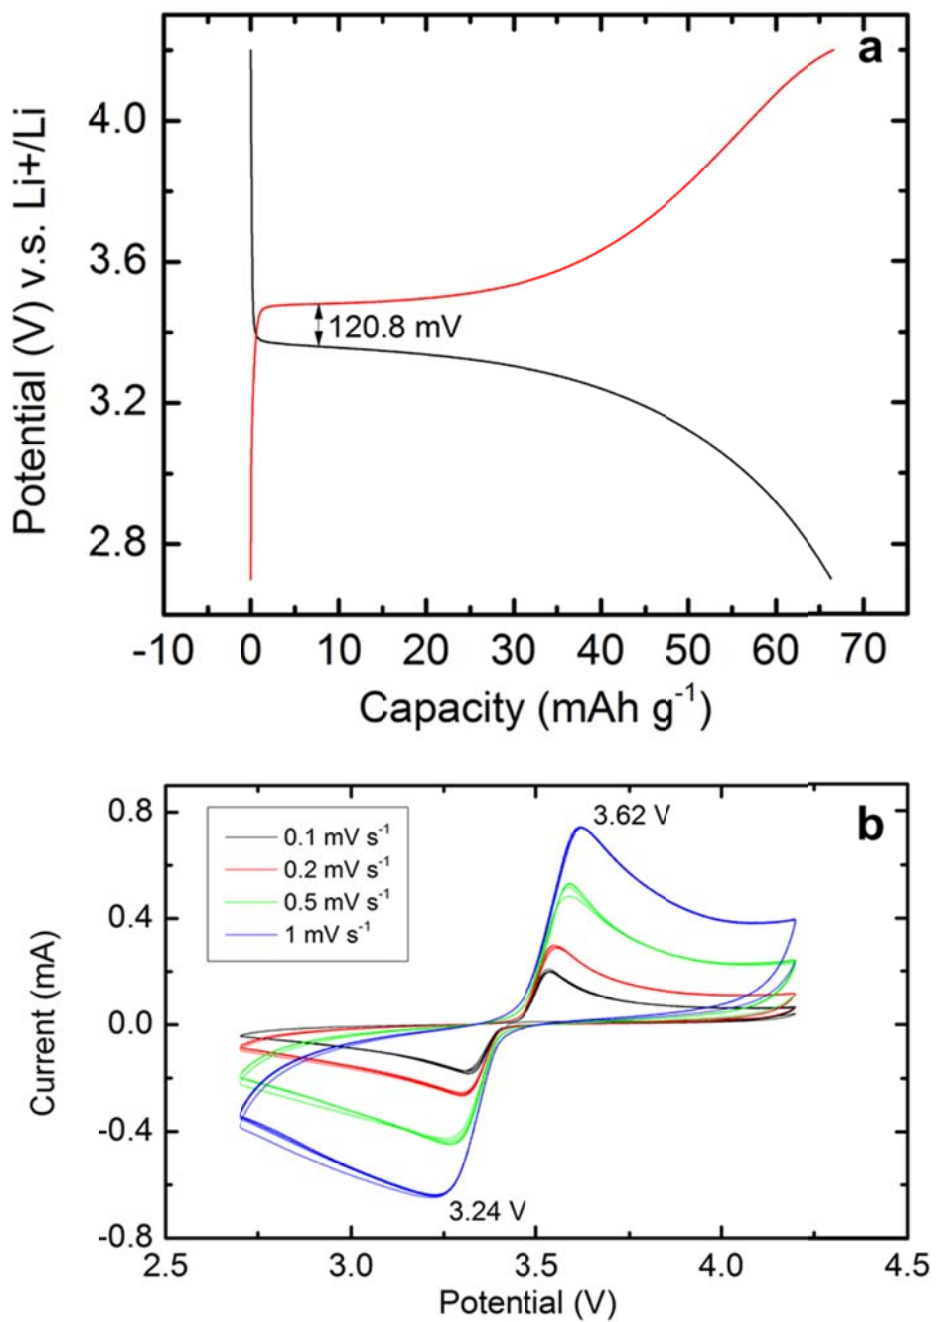 a
4.0
3.6
3.2
2.8
Potential (V) v.s. Li+/Li
120.8 mV
-10 0 10 20 30 40 50 60 70
Capacity (mAh g⁻¹)
b
0.8
0.4
0.0
-0.4
-0.8
Current (mA)
0.1 mV s⁻¹
0.2 mV s⁻¹
0.5 mV s⁻¹
1 mV s⁻¹
3.62 V
3.24 V
2.5 3.0 3.5 4.0 4.5
Potential (V)